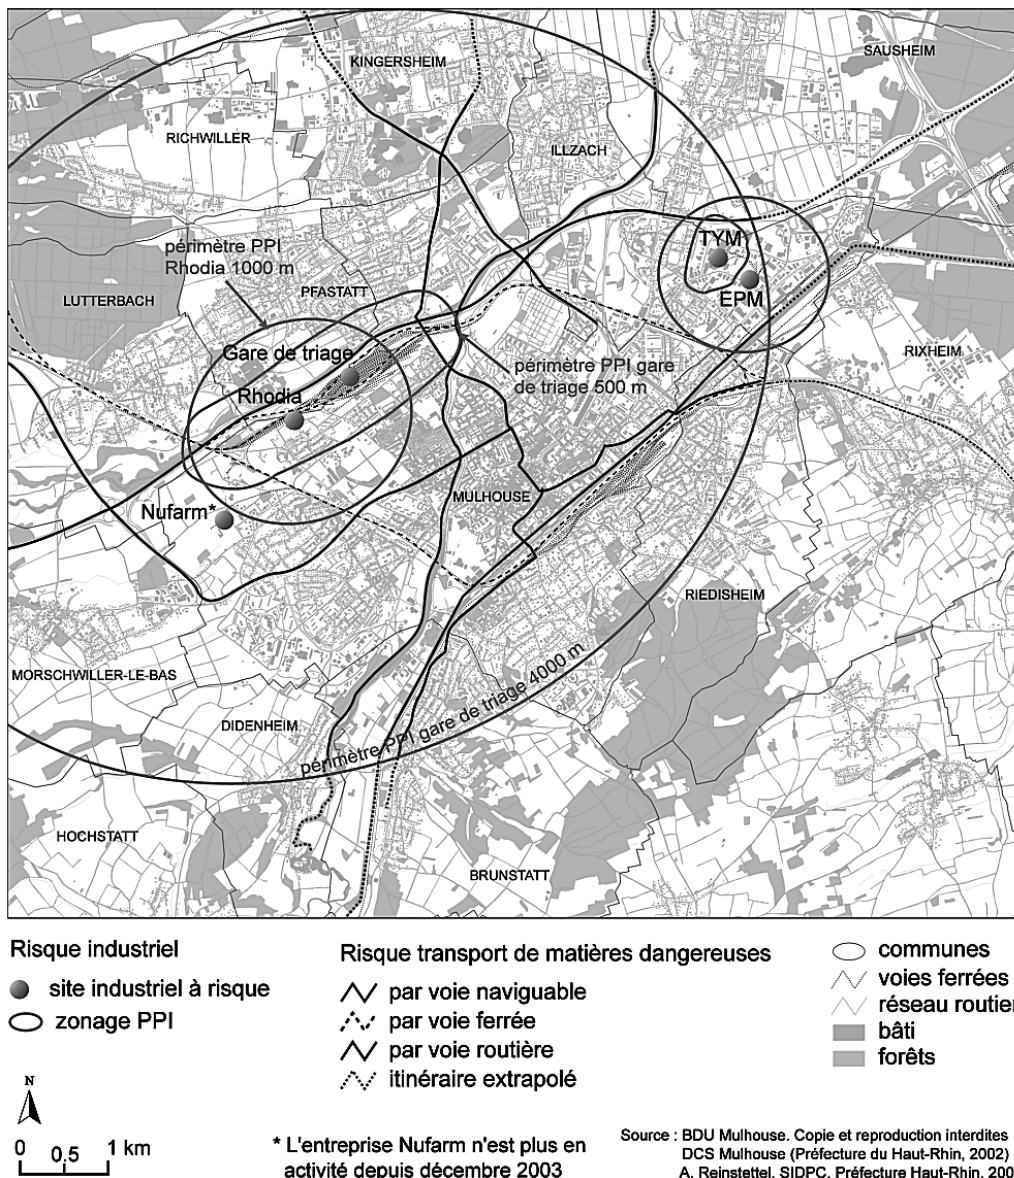 KINGERSHEIM
SAUSHEIM
RICHWILLER
ILLZACH
périmètre PPI
Rhodia 1000 m
TYM
EPM
LUTTERBACH
PFASTATT
Gare de triage
périmètre PPI gare
de triage 500 m
RIXHEIM
Rhodia
MULHOUSE
Nufarm*
RIEDISHEIM
MORSCHWILLER-LE-BAS
DIDENHEIM
périmètre PPI gare de triage 4000 m
HOCHSTATT
BRUNSTATT
Risque industriel
site industriel à risque
zonage PPI
Risque transport de matières dangereuses
par voie naviguable
par voie ferrée
par voie routière
itinéraire extrapolé
communes
voies ferrées
réseau routier
bâti
forêts
N
0 0.5 1 km
* L'entreprise Nufarm n'est plus en
activité depuis décembre 2003
Source : BDU Mulhouse. Copie et reproduction interdites
DCS Mulhouse (Préfecture du Haut-Rhin, 2002)
A. Reinstettel, SIDPC, Préfecture Haut-Rhin, 200